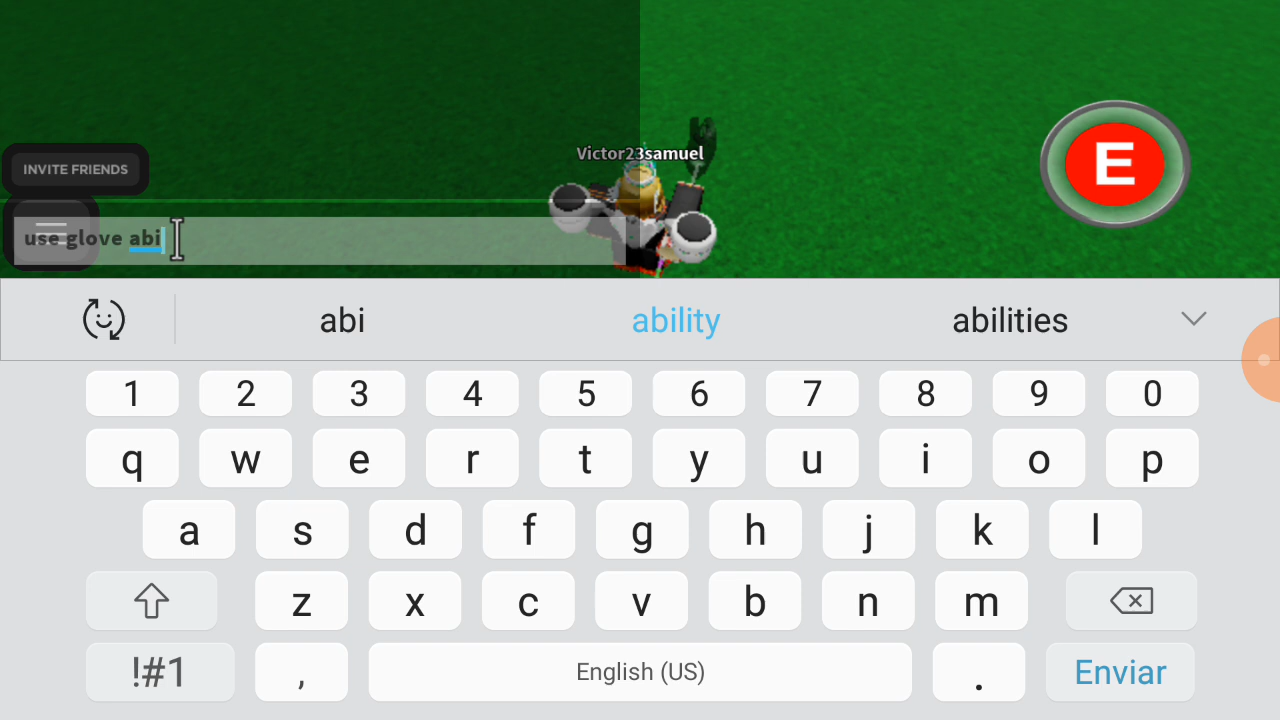 Victor23samuel
E
INVITE FRIENDS
use glove abi
abi ability abilities
1 2 3 4 5 6 7 8 9 0
q w e r t y u i o p
a s d f g h j k l
z x c v b n m
!#1 , English (US) . Enviar